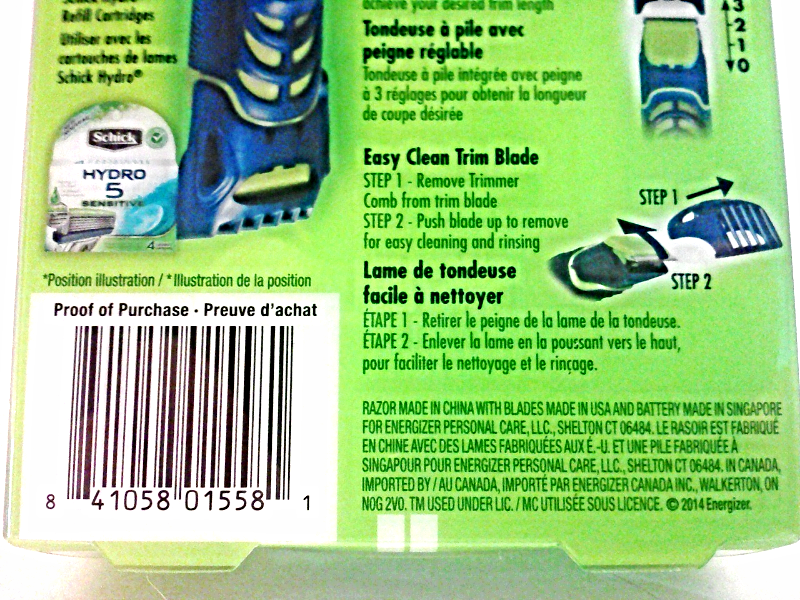 Schick Hydro
Refill Cartridges
Utiliser avec les
cartouches de lames
Schick Hydro®
Schick
HYDRO
5
SENSITIVE
4
*Position illustration / *Illustration de la position
Proof of Purchase · Preuve d'achat
8 41058 01558 1
achieve your desired trim length
Tondeuse à pile avec
peigne réglable
Tondeuse à pile intégrée avec peigne
à 3 réglages pour obtenir la longueur
de coupe désirée
3
2
1
0
Easy Clean Trim Blade
STEP 1 - Remove Trimmer
Comb from trim blade
STEP 2 - Push blade up to remove
for easy cleaning and rinsing
STEP 1
STEP 2
Lame de tondeuse
facile à nettoyer
ÉTAPE 1 - Retirer le peigne de la lame de la tondeuse.
ÉTAPE 2 - Enlever la lame en la poussant vers le haut,
pour faciliter le nettoyage et le rinçage.
RAZOR MADE IN CHINA WITH BLADES MADE IN USA AND BATTERY MADE IN SINGAPORE
FOR ENERGIZER PERSONAL CARE, LLC., SHELTON CT 06484. LE RASOIR EST FABRIQUÉ
EN CHINE AVEC DES LAMES FABRIQUÉES AUX É.-U. ET UNE PILE FABRIQUÉE À
SINGAPOUR POUR ENERGIZER PERSONAL CARE, LLC., SHELTON CT 06484. IN CANADA,
IMPORTED BY / AU CANADA, IMPORTÉ PAR ENERGIZER CANADA INC., WALKERTON, ON
N0G 2V0. TM USED UNDER LIC. / MC UTILISÉE SOUS LICENCE. © 2014 Energizer.